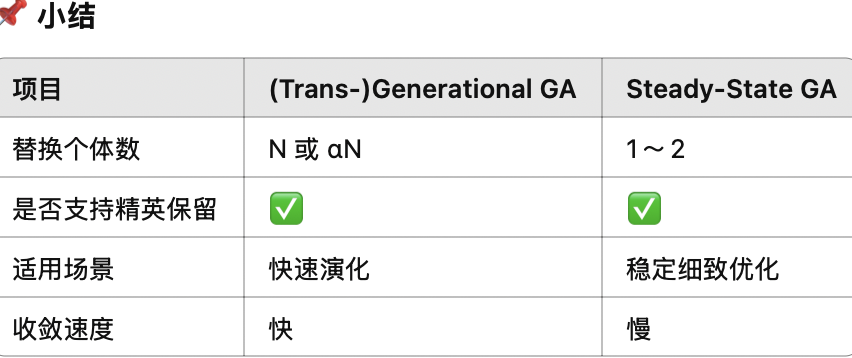 📌 小结
项目 (Trans-)Generational GA Steady-State GA
替换个体数 N 或 αN 1～2
是否支持精英保留 ✅ ✅
适用场景 快速演化 稳定细致优化
收敛速度 快 慢